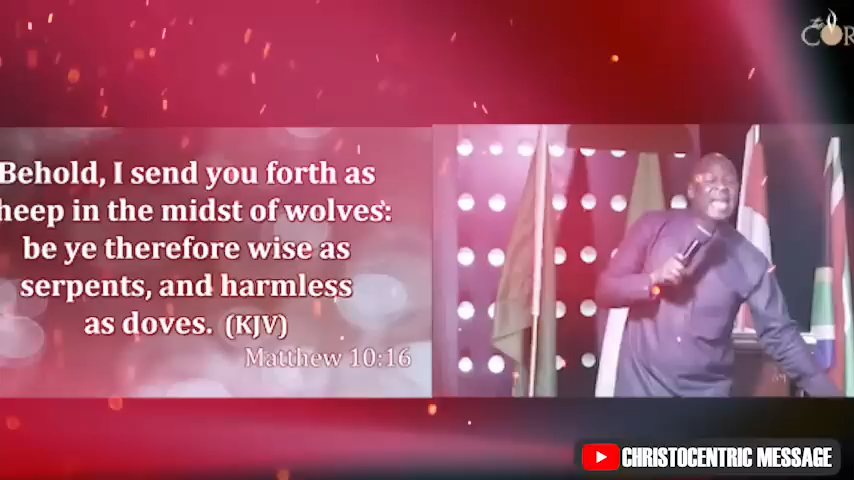 Behold, I send you forth as
heep in the midst of wolves:
be ye therefore wise as
serpents, and harmless
as doves. (KJV)
Matthew 10:16
COR
CHRISTOCENTRIC MESSAGE